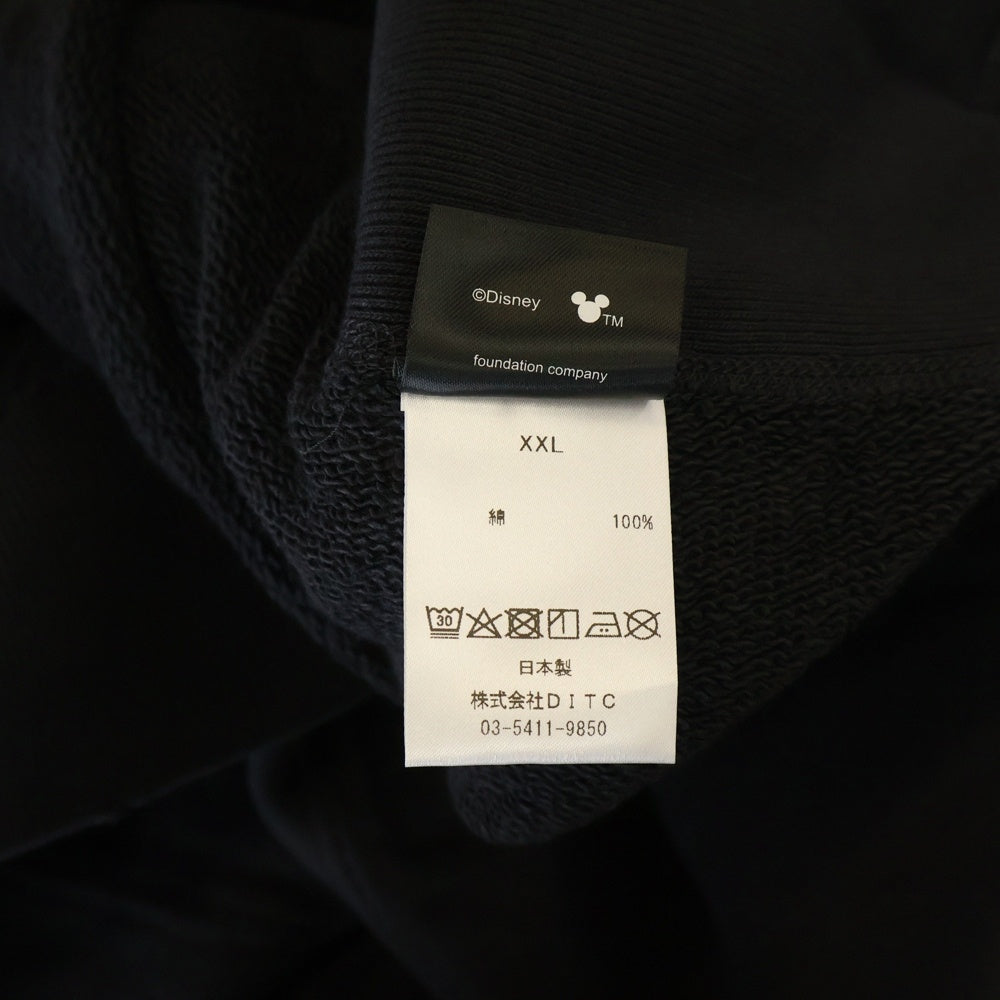 ©Disney
TM
foundation company
XXL
綿 100%
30
日本製
株式会社ＤＩＴＣ
03-5411-9850